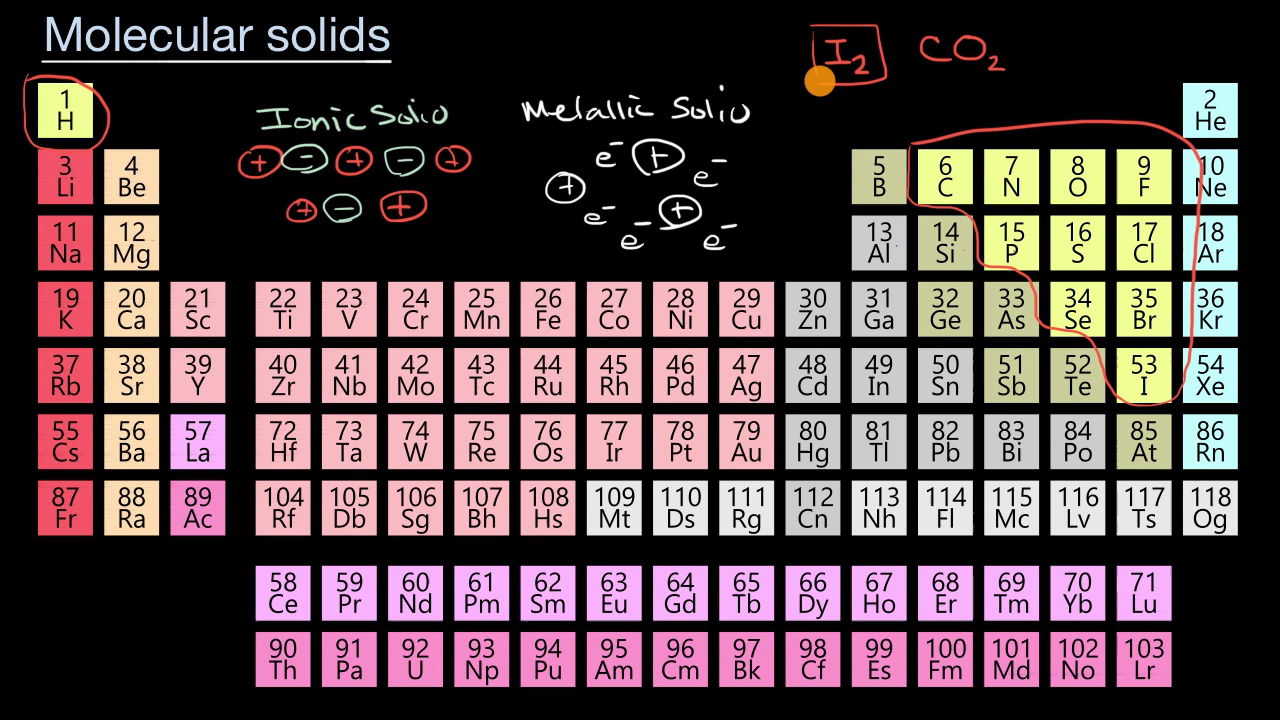 Molecular solids
I₂ CO₂
Ionic Solid
+ − + − +
+ − +
Metallic Solid
e⁻ + e⁻
+ e⁻ +
e⁻ e⁻
1 2
H He
3 4 5 6 7 8 9 10
Li Be B C N O F Ne
11 12 13 14 15 16 17 18
Na Mg Al Si P S Cl Ar
19 20 21 22 23 24 25 26 27 28 29 30 31 32 33 34 35 36
K Ca Sc Ti V Cr Mn Fe Co Ni Cu Zn Ga Ge As Se Br Kr
37 38 39 40 41 42 43 44 45 46 47 48 49 50 51 52 53 54
Rb Sr Y Zr Nb Mo Tc Ru Rh Pd Ag Cd In Sn Sb Te I Xe
55 56 57 72 73 74 75 76 77 78 79 80 81 82 83 84 85 86
Cs Ba La Hf Ta W Re Os Ir Pt Au Hg Tl Pb Bi Po At Rn
87 88 89 104 105 106 107 108 109 110 111 112 113 114 115 116 117 118
Fr Ra Ac Rf Db Sg Bh Hs Mt Ds Rg Cn Nh Fl Mc Lv Ts Og
58 59 60 61 62 63 64 65 66 67 68 69 70 71
Ce Pr Nd Pm Sm Eu Gd Tb Dy Ho Er Tm Yb Lu
90 91 92 93 94 95 96 97 98 99 100 101 102 103
Th Pa U Np Pu Am Cm Bk Cf Es Fm Md No Lr